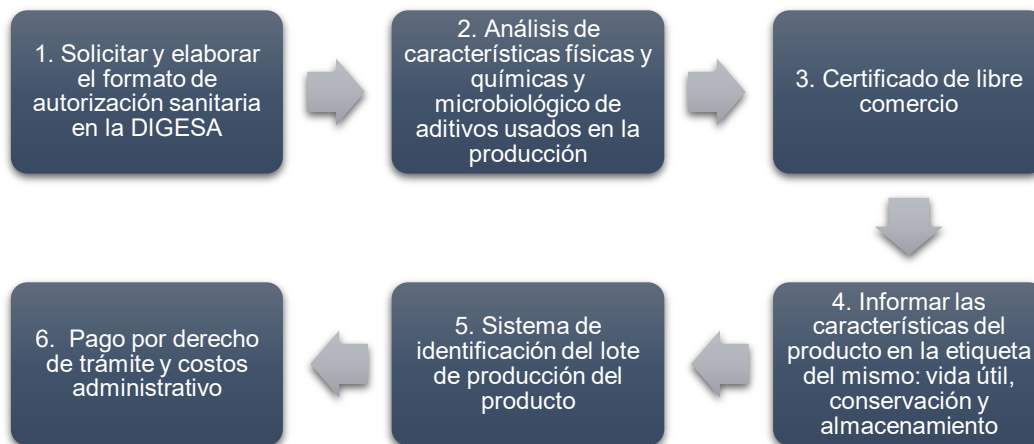 1. Solicitar y elaborar
el formato de
autorización sanitaria
en la DIGESA
2. Análisis de
características físicas y
químicas y
microbiológico de
aditivos usados en la
producción
3. Certificado de libre
comercio
4. Informar las
características del
producto en la etiqueta
del mismo: vida útil,
conservación y
almacenamiento
5. Sistema de
identificación del lote
de producción del
producto
6. Pago por derecho
de trámite y costos
administrativo